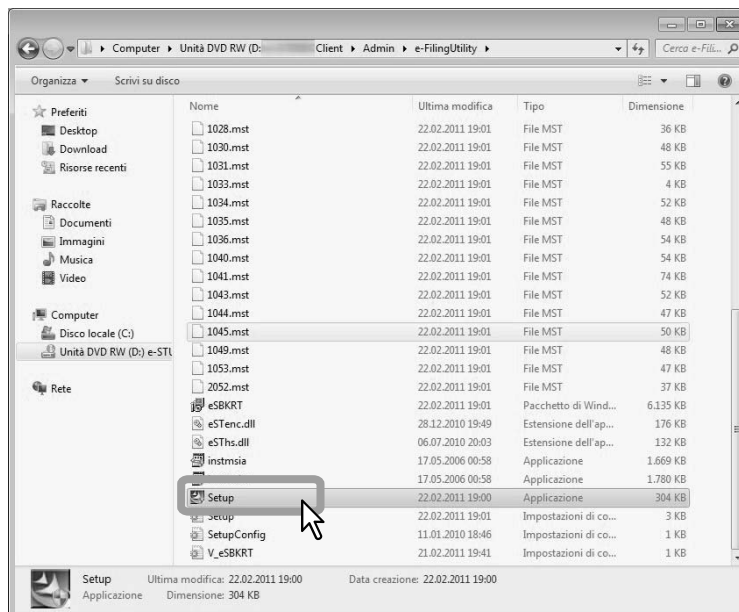 Computer Unità DVD RW (D: Client Admin e-FilingUtility Cerca e-Fili...
Organizza Scrivi su disco
Nome Ultima modifica Tipo Dimensione
Preferiti
Desktop
Download
Risorse recenti
Raccolte
Documenti
Immagini
Musica
Video
Computer
Disco locale (C:)
Unità DVD RW (D:) e-STU
Rete
1028.mst 22.02.2011 19:01 File MST 36 KB
1030.mst 22.02.2011 19:01 File MST 48 KB
1031.mst 22.02.2011 19:01 File MST 55 KB
1033.mst 22.02.2011 19:01 File MST 4 KB
1034.mst 22.02.2011 19:01 File MST 52 KB
1035.mst 22.02.2011 19:01 File MST 48 KB
1036.mst 22.02.2011 19:01 File MST 54 KB
1040.mst 22.02.2011 19:01 File MST 54 KB
1041.mst 22.02.2011 19:01 File MST 74 KB
1043.mst 22.02.2011 19:01 File MST 52 KB
1044.mst 22.02.2011 19:01 File MST 47 KB
1045.mst 22.02.2011 19:01 File MST 50 KB
1049.mst 22.02.2011 19:01 File MST 48 KB
1053.mst 22.02.2011 19:01 File MST 47 KB
2052.mst 22.02.2011 19:01 File MST 37 KB
eSBKRT 22.02.2011 19:01 Pacchetto di Wind... 6.135 KB
eSTenc.dll 28.12.2010 19:49 Estensione dell'ap... 176 KB
eSThs.dll 06.07.2010 20:03 Estensione dell'ap... 132 KB
instmsia 17.05.2006 00:58 Applicazione 1.669 KB
17.05.2006 00:58 Applicazione 1.780 KB
Setup 22.02.2011 19:00 Applicazione 304 KB
Setup 22.02.2011 19:01 Impostazioni di co... 3 KB
SetupConfig 11.01.2010 18:46 Impostazioni di co... 1 KB
V_eSBKRT 21.02.2011 19:41 Impostazioni di co... 1 KB
Setup Ultima modifica: 22.02.2011 19:00 Data creazione: 22.02.2011 19:00
Applicazione Dimensione: 304 KB